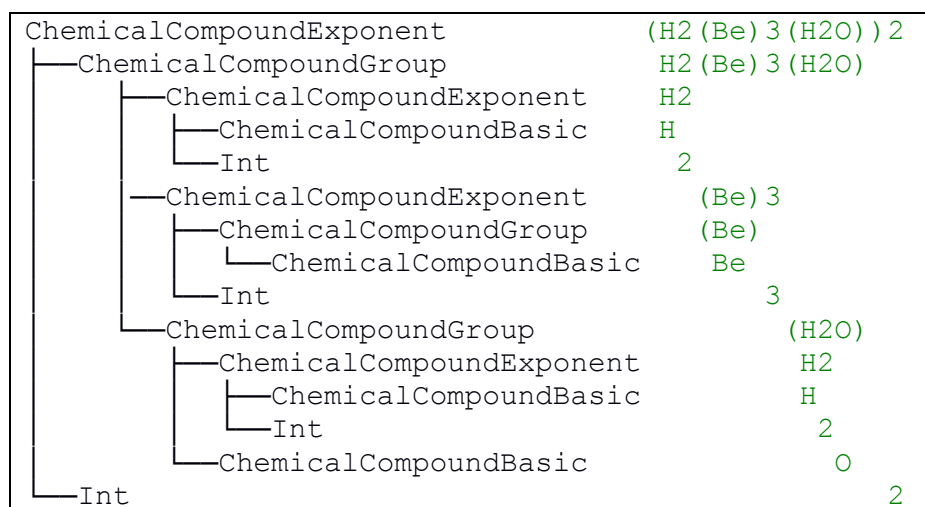 ChemicalCompoundExponent (H2(Be)3(H2O))2
ChemicalCompoundGroup H2(Be)3(H2O)
ChemicalCompoundExponent H2
ChemicalCompoundBasic H
Int 2
ChemicalCompoundExponent (Be)3
ChemicalCompoundGroup (Be)
ChemicalCompoundBasic Be
Int 3
ChemicalCompoundGroup (H2O)
ChemicalCompoundExponent H2
ChemicalCompoundBasic H
Int 2
ChemicalCompoundBasic O
Int 2